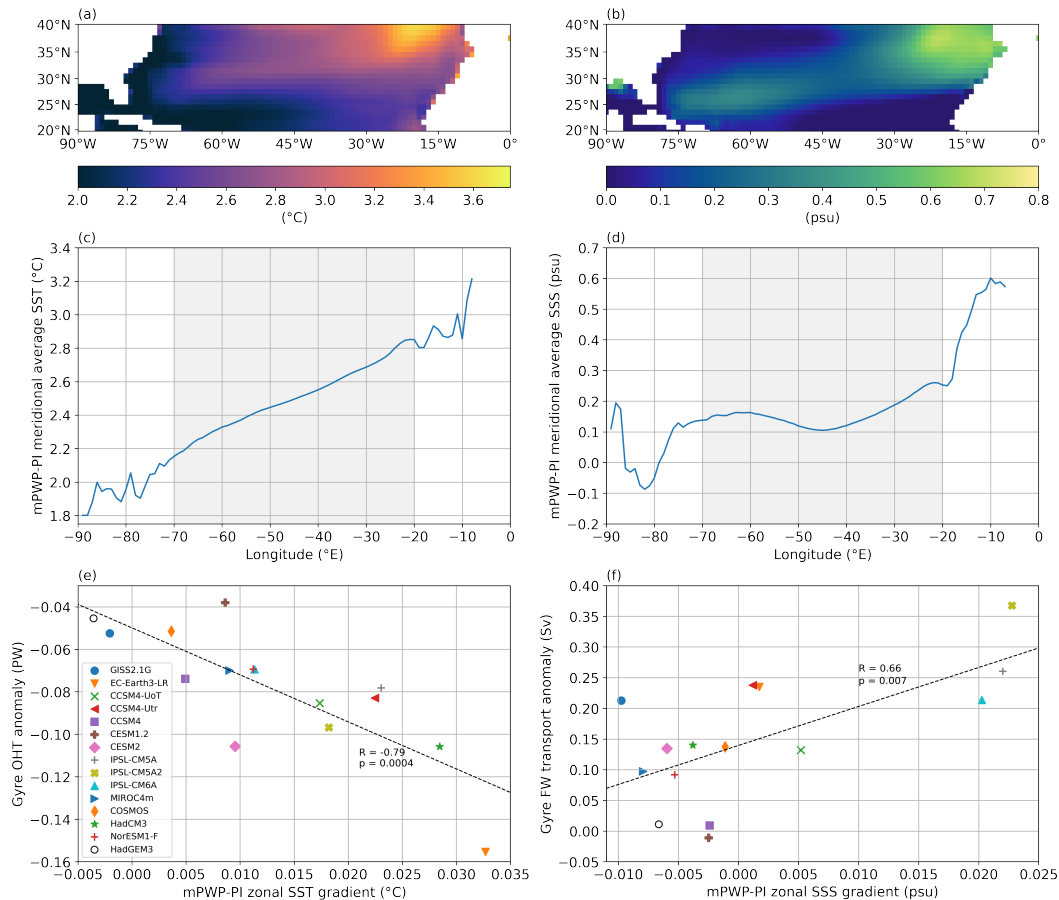 (a)
40°N
35°N
30°N
25°N
20°N
90°W 75°W 60°W 45°W 30°W 15°W 0°
2.0 2.2 2.4 2.6 2.8 3.0 3.2 3.4 3.6
(°C)
(b)
40°N
35°N
30°N
25°N
20°N
90°W 75°W 60°W 45°W 30°W 15°W 0°
0.0 0.1 0.2 0.3 0.4 0.5 0.6 0.7 0.8
(psu)
(c)
mPWP-PI meridional average SST (°C)
3.4
3.2
3.0
2.8
2.6
2.4
2.2
2.0
1.8
−90 −80 −70 −60 −50 −40 −30 −20 −10 0
Longitude (°E)
(d)
mPWP-PI meridional average SSS (psu)
0.7
0.6
0.5
0.4
0.3
0.2
0.1
0.0
−0.1
−0.2
−90 −80 −70 −60 −50 −40 −30 −20 −10 0
Longitude (°E)
(e)
Gyre OHT anomaly (PW)
−0.04
−0.06
−0.08
−0.10
−0.12
−0.14
−0.16
GISS2.1G
EC-Earth3-LR
CCSM4-UoT
CCSM4-Utr
CCSM4
CESM1.2
CESM2
IPSL-CM5A
IPSL-CM5A2
IPSL-CM6A
MIROC4m
COSMOS
HadCM3
NorESM1-F
HadGEM3
R = -0.79
p = 0.0004
−0.005 0.000 0.005 0.010 0.015 0.020 0.025 0.030 0.035
mPWP-PI zonal SST gradient (°C)
(f)
Gyre FW transport anomaly (Sv)
0.40
0.35
0.30
0.25
0.20
0.15
0.10
0.05
0.00
−0.05
R = 0.66
p = 0.007
−0.010 −0.005 0.000 0.005 0.010 0.015 0.020 0.025
mPWP-PI zonal SSS gradient (psu)